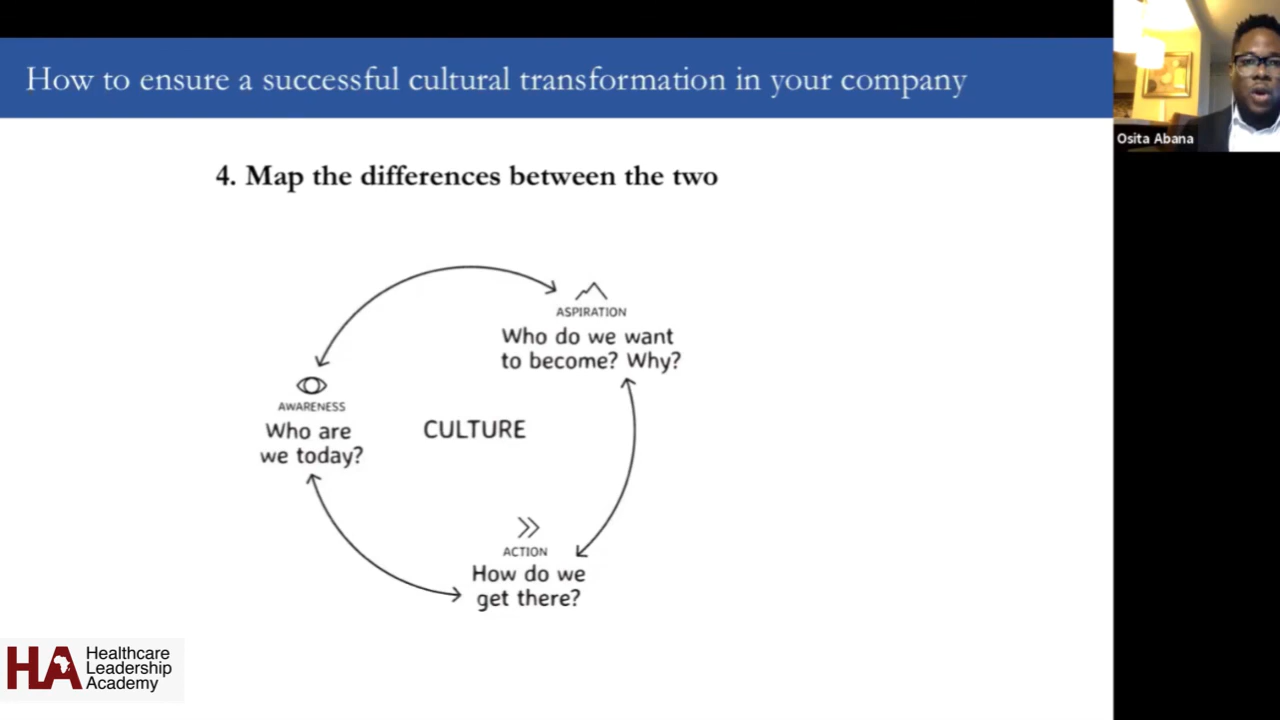 How to ensure a successful cultural transformation in your company
Osita Abana
4. Map the differences between the two
ASPIRATION
Who do we want
to become? Why?
AWARENESS
Who are
we today?
CULTURE
ACTION
How do we
get there?
HA
Healthcare
Leadership
Academy